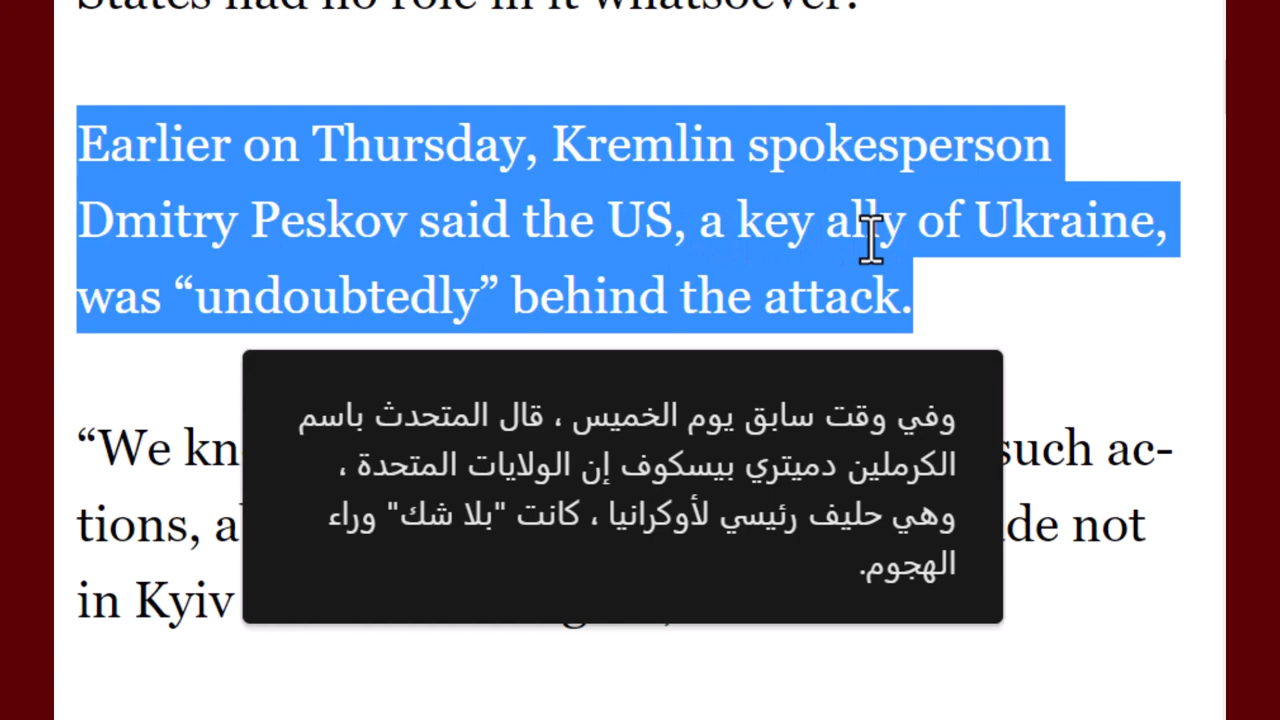 States had no role in it whatsoever.
Earlier on Thursday, Kremlin spokesperson
Dmitry Peskov said the US, a key ally of Ukraine,
was “undoubtedly” behind the attack.
وفي وقت سابق يوم الخميس ، قال المتحدث باسم
الكرملين دميتري بيسكوف إن الولايات المتحدة ،
وهي حليف رئيسي لأوكرانيا ، كانت "بلا شك" وراء
الهجوم.
“We such ac-
tions, not
in Kyiv